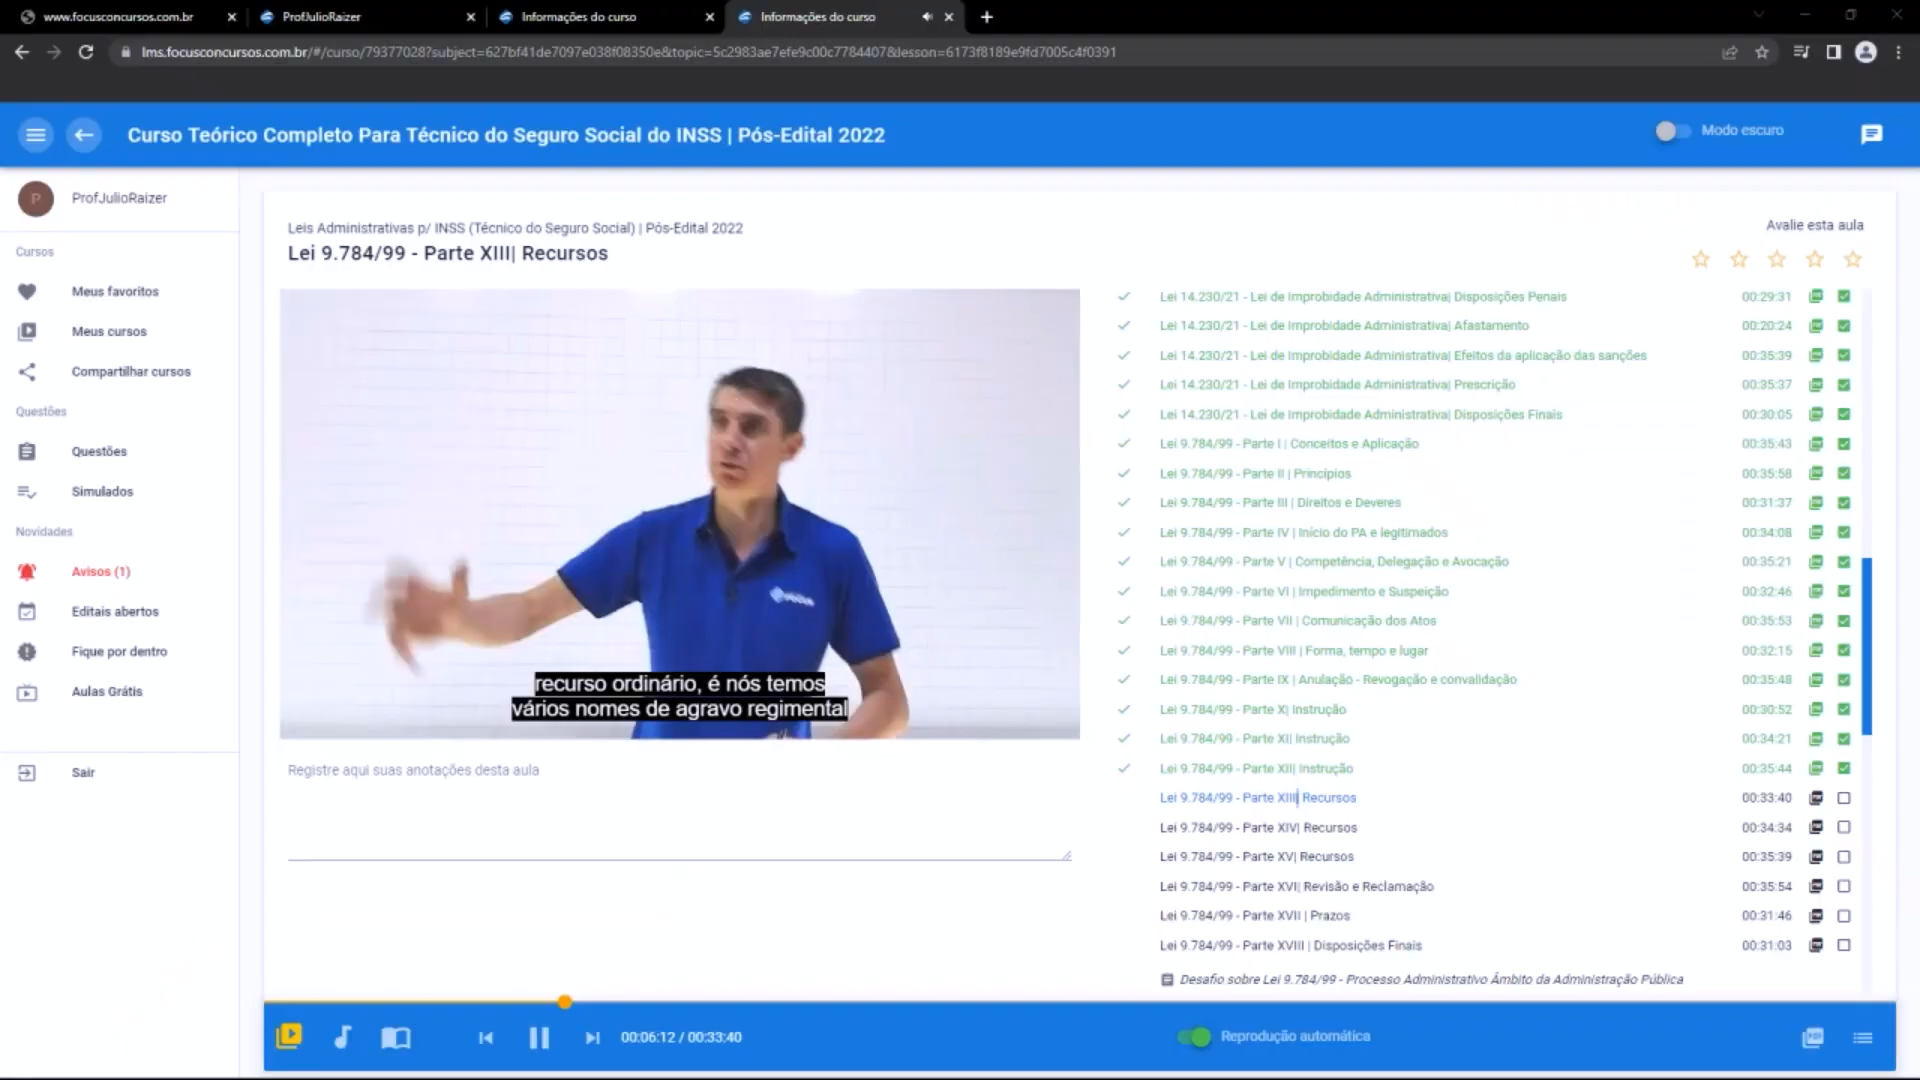 www.focusconcursos.com.br
ProfJulioRaizer
Informações do curso
Informações do curso
lms.focusconcursos.com.br/#/curso/79377028?subject=627bf41de7097e038f08350e&topic=5c2983ae7efe9c00c7784407&lesson=6173f8189e9fd7005c4f0391
Curso Teórico Completo Para Técnico do Seguro Social do INSS | Pós-Edital 2022
Modo escuro
P
ProfJulioRaizer
Cursos
Meus favoritos
Meus cursos
Compartilhar cursos
Questões
Questões
Simulados
Novidades
Avisos (1)
Editais abertos
Fique por dentro
Aulas Grátis
Sair
Leis Administrativas p/ INSS (Técnico do Seguro Social) | Pós-Edital 2022
Lei 9.784/99 - Parte XIII| Recursos
Avalie esta aula
recurso ordinário, é nós temos
vários nomes de agravo regimental
Registre aqui suas anotações desta aula
Lei 14.230/21 - Lei de Improbidade Administrativa| Disposições Penais 00:29:31
Lei 14.230/21 - Lei de Improbidade Administrativa| Afastamento 00:20:24
Lei 14.230/21 - Lei de Improbidade Administrativa| Efeitos da aplicação das sanções 00:35:39
Lei 14.230/21 - Lei de Improbidade Administrativa| Prescrição 00:35:37
Lei 14.230/21 - Lei de Improbidade Administrativa| Disposições Finais 00:30:05
Lei 9.784/99 - Parte I | Conceitos e Aplicação 00:35:43
Lei 9.784/99 - Parte II | Princípios 00:35:58
Lei 9.784/99 - Parte III | Direitos e Deveres 00:31:37
Lei 9.784/99 - Parte IV | Início do PA e legitimados 00:34:08
Lei 9.784/99 - Parte V | Competência, Delegação e Avocação 00:35:21
Lei 9.784/99 - Parte VI | Impedimento e Suspeição 00:32:46
Lei 9.784/99 - Parte VII | Comunicação dos Atos 00:35:53
Lei 9.784/99 - Parte VIII | Forma, tempo e lugar 00:32:15
Lei 9.784/99 - Parte IX | Anulação - Revogação e convalidação 00:35:48
Lei 9.784/99 - Parte X| Instrução 00:30:52
Lei 9.784/99 - Parte XI| Instrução 00:34:21
Lei 9.784/99 - Parte XII| Instrução 00:35:44
Lei 9.784/99 - Parte XIII| Recursos 00:33:40
Lei 9.784/99 - Parte XIV| Recursos 00:34:34
Lei 9.784/99 - Parte XV| Recursos 00:35:39
Lei 9.784/99 - Parte XVI| Revisão e Reclamação 00:35:54
Lei 9.784/99 - Parte XVII | Prazos 00:31:46
Lei 9.784/99 - Parte XVIII | Disposições Finais 00:31:03
Desafio sobre Lei 9.784/99 - Processo Administrativo Âmbito da Administração Pública
00:06:12 / 00:33:40
Reprodução automática